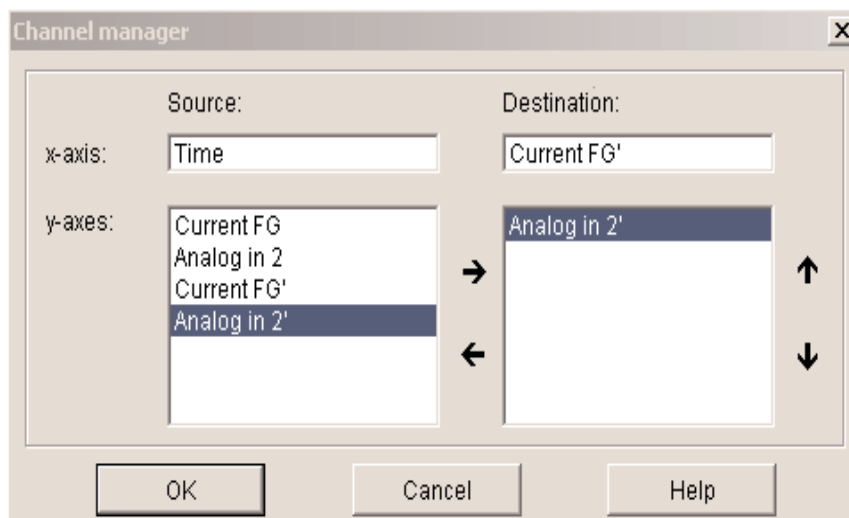 Channel manager
Source: Destination:
x-axis: Time Current FG'
y-axes: Current FG Analog in 2'
Analog in 2
Current FG'
Analog in 2'
OK Cancel Help